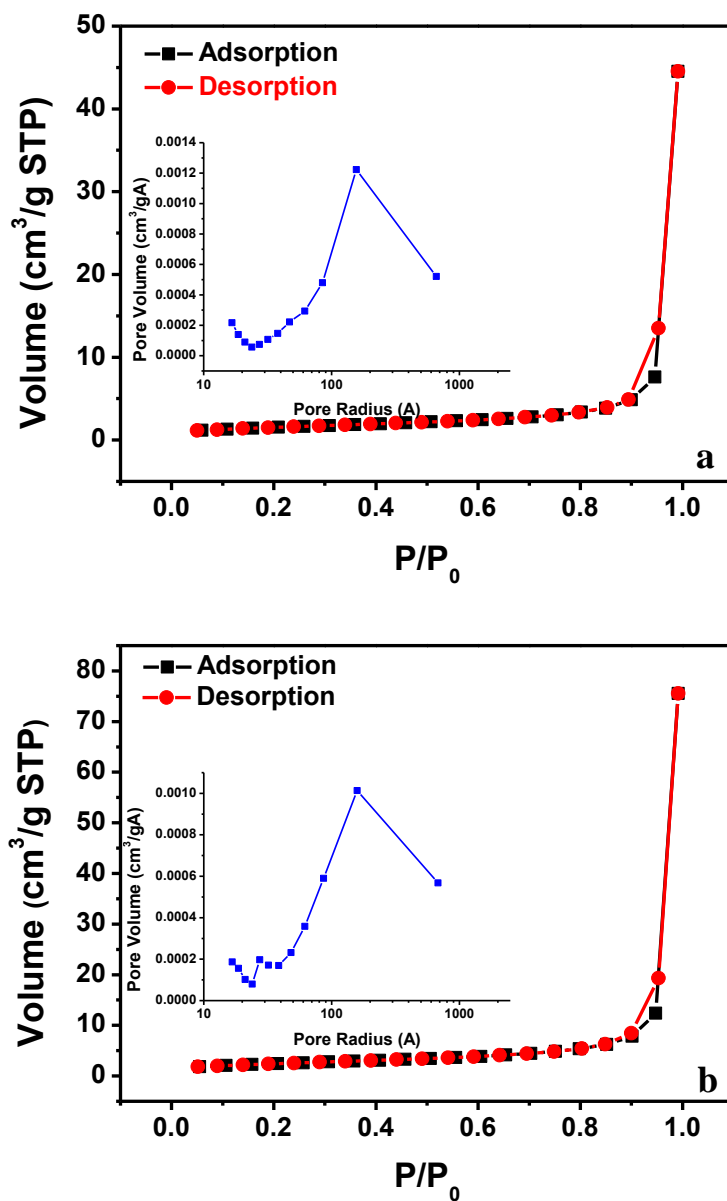 50
40
30
20
10
0
Volume (cm³/g STP)
Adsorption
Desorption
0.0014
0.0012
0.0010
0.0008
0.0006
0.0004
0.0002
0.0000
Pore Volume (cm³/gA)
10 100 1000
Pore Radius (A)
a
0.0 0.2 0.4 0.6 0.8 1.0
P/P₀
80
70
60
50
40
30
20
10
0
Volume (cm³/g STP)
Adsorption
Desorption
0.0010
0.0008
0.0006
0.0004
0.0002
0.0000
Pore Volume (cm³/gA)
10 100 1000
Pore Radius (A)
b
0.0 0.2 0.4 0.6 0.8 1.0
P/P₀